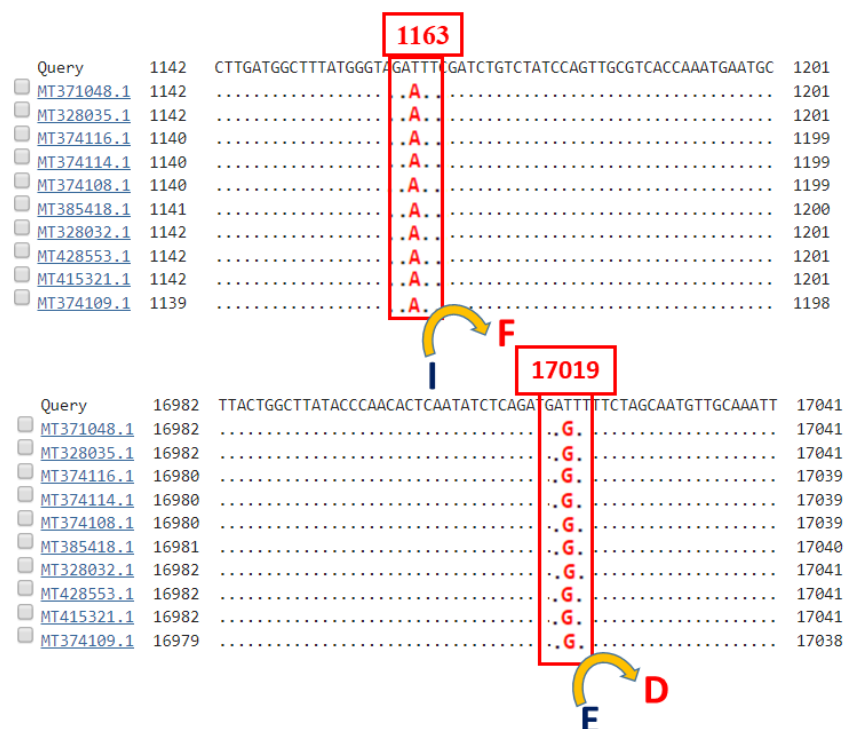 1163
Query 1142 CTTGATGGCTTTATGGGTAGATTTCGATCTGTCTATCCAGTTGCGTCACCAAATGAATGC 1201
MT371048.1 1142 .....................A...................................... 1201
MT328035.1 1142 .....................A...................................... 1201
MT374116.1 1140 .....................A...................................... 1199
MT374114.1 1140 .....................A...................................... 1199
MT374108.1 1140 .....................A...................................... 1199
MT385418.1 1141 .....................A...................................... 1200
MT328032.1 1142 .....................A...................................... 1201
MT428553.1 1142 .....................A...................................... 1201
MT415321.1 1142 .....................A...................................... 1201
MT374109.1 1139 .....................A...................................... 1198
F
I
17019
Query 16982 TTACTGGCTTATACCCAACACTCAATATCTCAGATGATTTTTCTAGCAATGTTGCAAATT 17041
MT371048.1 16982 .....................................G...................... 17041
MT328035.1 16982 .....................................G...................... 17041
MT374116.1 16980 .....................................G...................... 17039
MT374114.1 16980 .....................................G...................... 17039
MT374108.1 16980 .....................................G...................... 17039
MT385418.1 16981 .....................................G...................... 17040
MT328032.1 16982 .....................................G...................... 17041
MT428553.1 16982 .....................................G...................... 17041
MT415321.1 16982 .....................................G...................... 17041
MT374109.1 16979 .....................................G...................... 17038
D
E